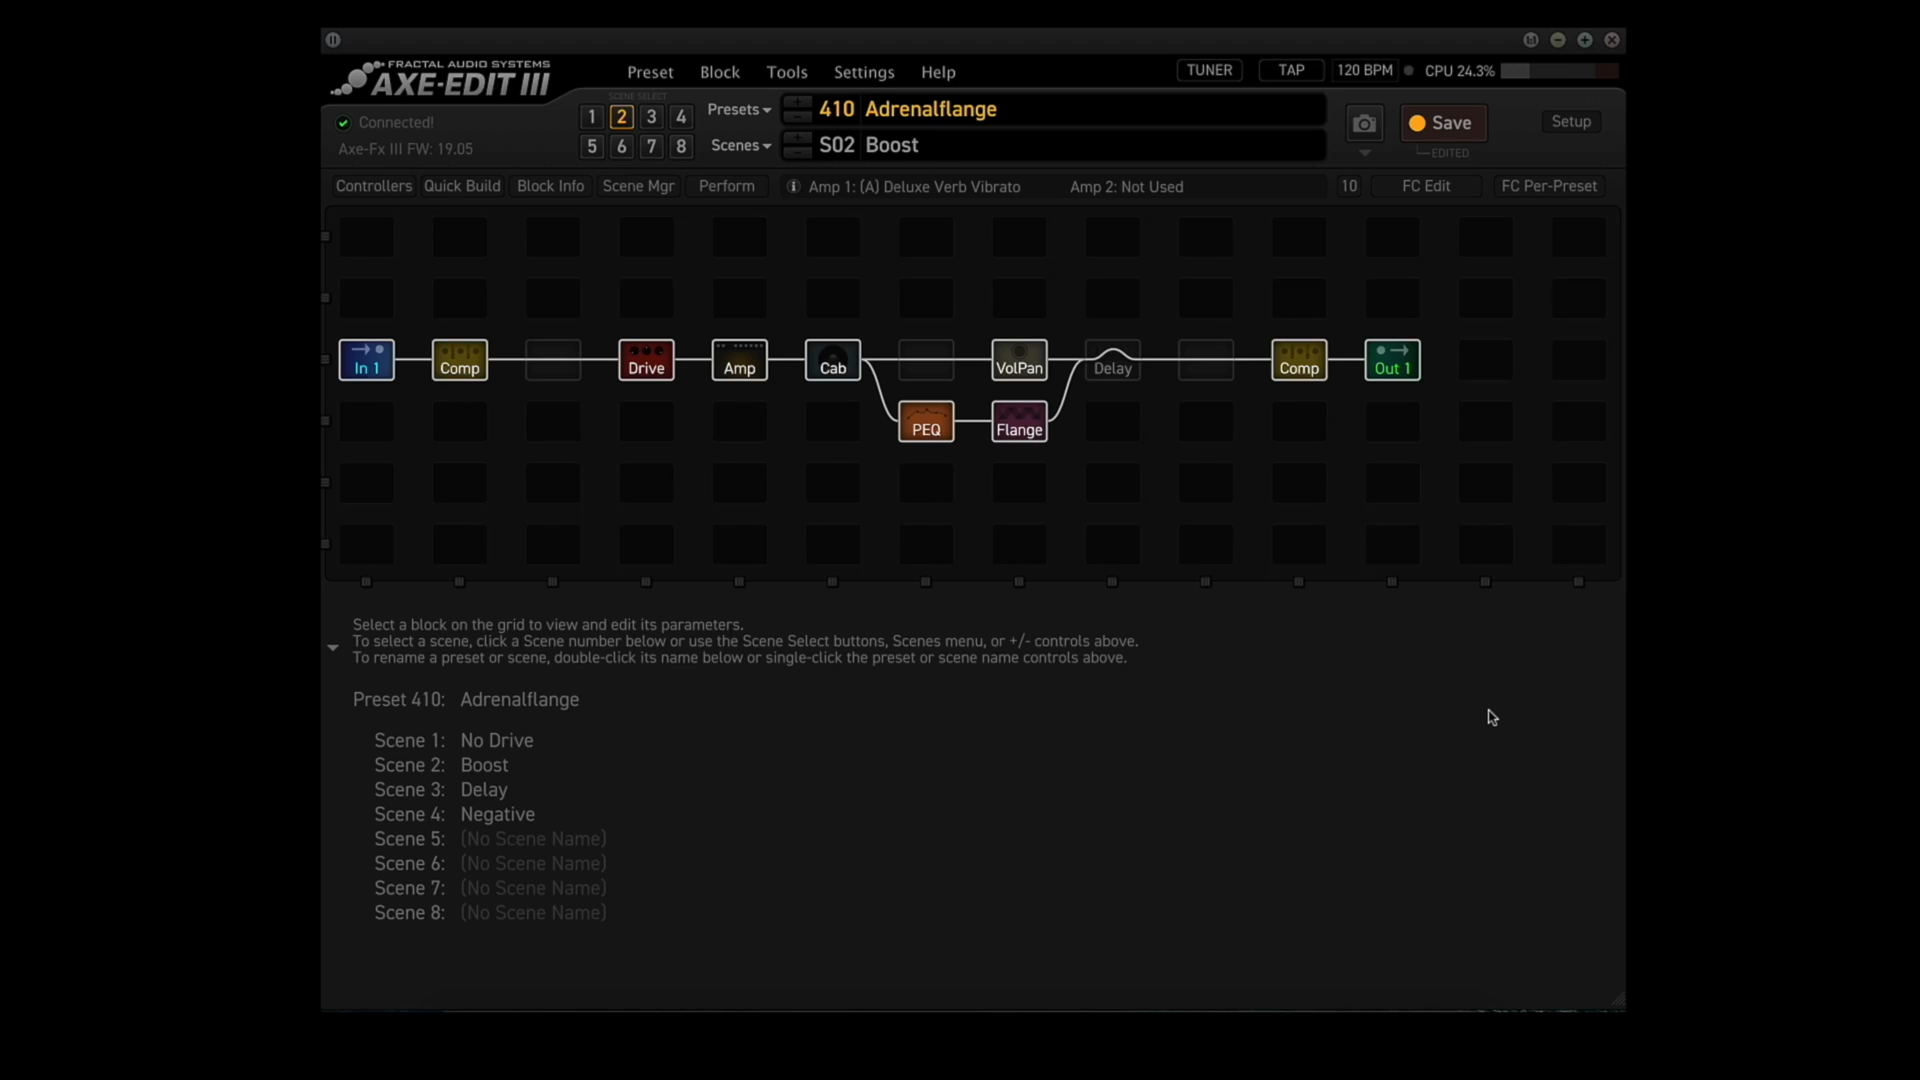 FRACTAL AUDIO SYSTEMS
AXE-EDIT III
Preset Block Tools Settings Help
TUNER TAP 120 BPM CPU 24.3%
SCENE SELECT
1 2 3 4
Presets
410 Adrenalflange
Connected!
Save
Setup
Axe-Fx III FW: 19.05
5 6 7 8
Scenes
S02 Boost
EDITED
Controllers Quick Build Block Info Scene Mgr Perform
Amp 1: (A) Deluxe Verb Vibrato Amp 2: Not Used
10 FC Edit FC Per-Preset
In 1 Comp Drive Amp Cab VolPan Delay Comp Out 1
PEQ Flange
Select a block on the grid to view and edit its parameters.
To select a scene, click a Scene number below or use the Scene Select buttons, Scenes menu, or +/- controls above.
To rename a preset or scene, double-click its name below or single-click the preset or scene name controls above.
Preset 410: Adrenalflange
Scene 1: No Drive
Scene 2: Boost
Scene 3: Delay
Scene 4: Negative
Scene 5: (No Scene Name)
Scene 6: (No Scene Name)
Scene 7: (No Scene Name)
Scene 8: (No Scene Name)